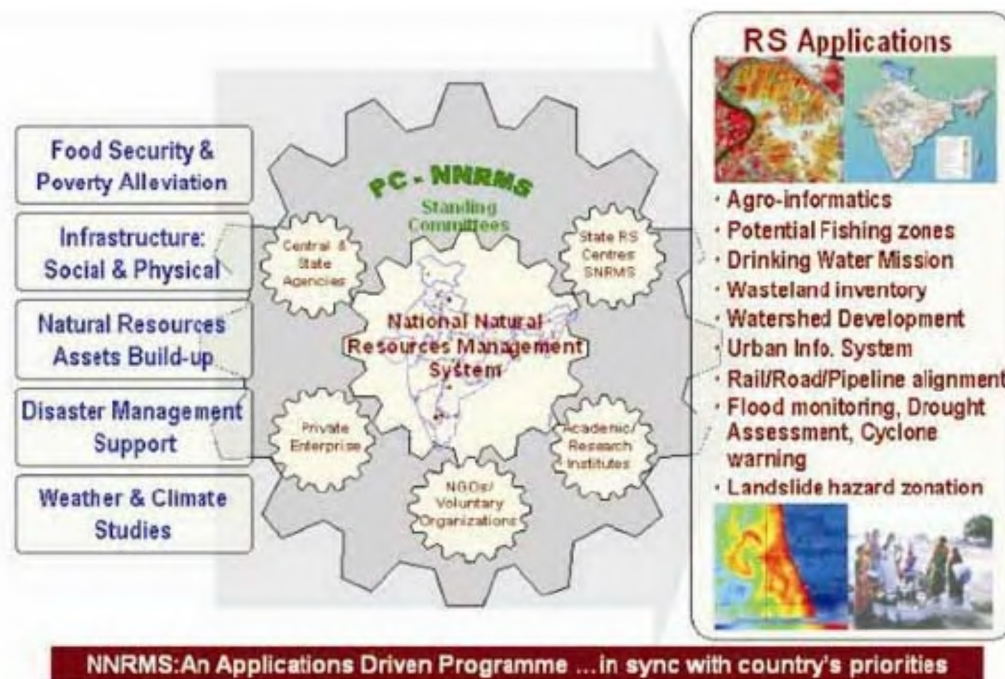 Food Security &
Poverty Alleviation
Infrastructure:
Social & Physical
Natural Resources
Assets Build-up
Disaster Management
Support
Weather & Climate
Studies
PC - NNRMS
Standing
Committees
Central &
State
Agencies
State RS
Centres
SNRMS
National Natural
Resources Management
System
Private
Enterprise
NGOs/
Voluntary
Organizations
Academic/
Research
Institutes
RS Applications
· Agro-informatics
· Potential Fishing zones
· Drinking Water Mission
· Wasteland inventory
· Watershed Development
· Urban Info. System
· Rail/Road/Pipeline alignment
· Flood monitoring, Drought
Assessment, Cyclone
warning
· Landslide hazard zonation
NNRMS:An Applications Driven Programme ...in sync with country's priorities